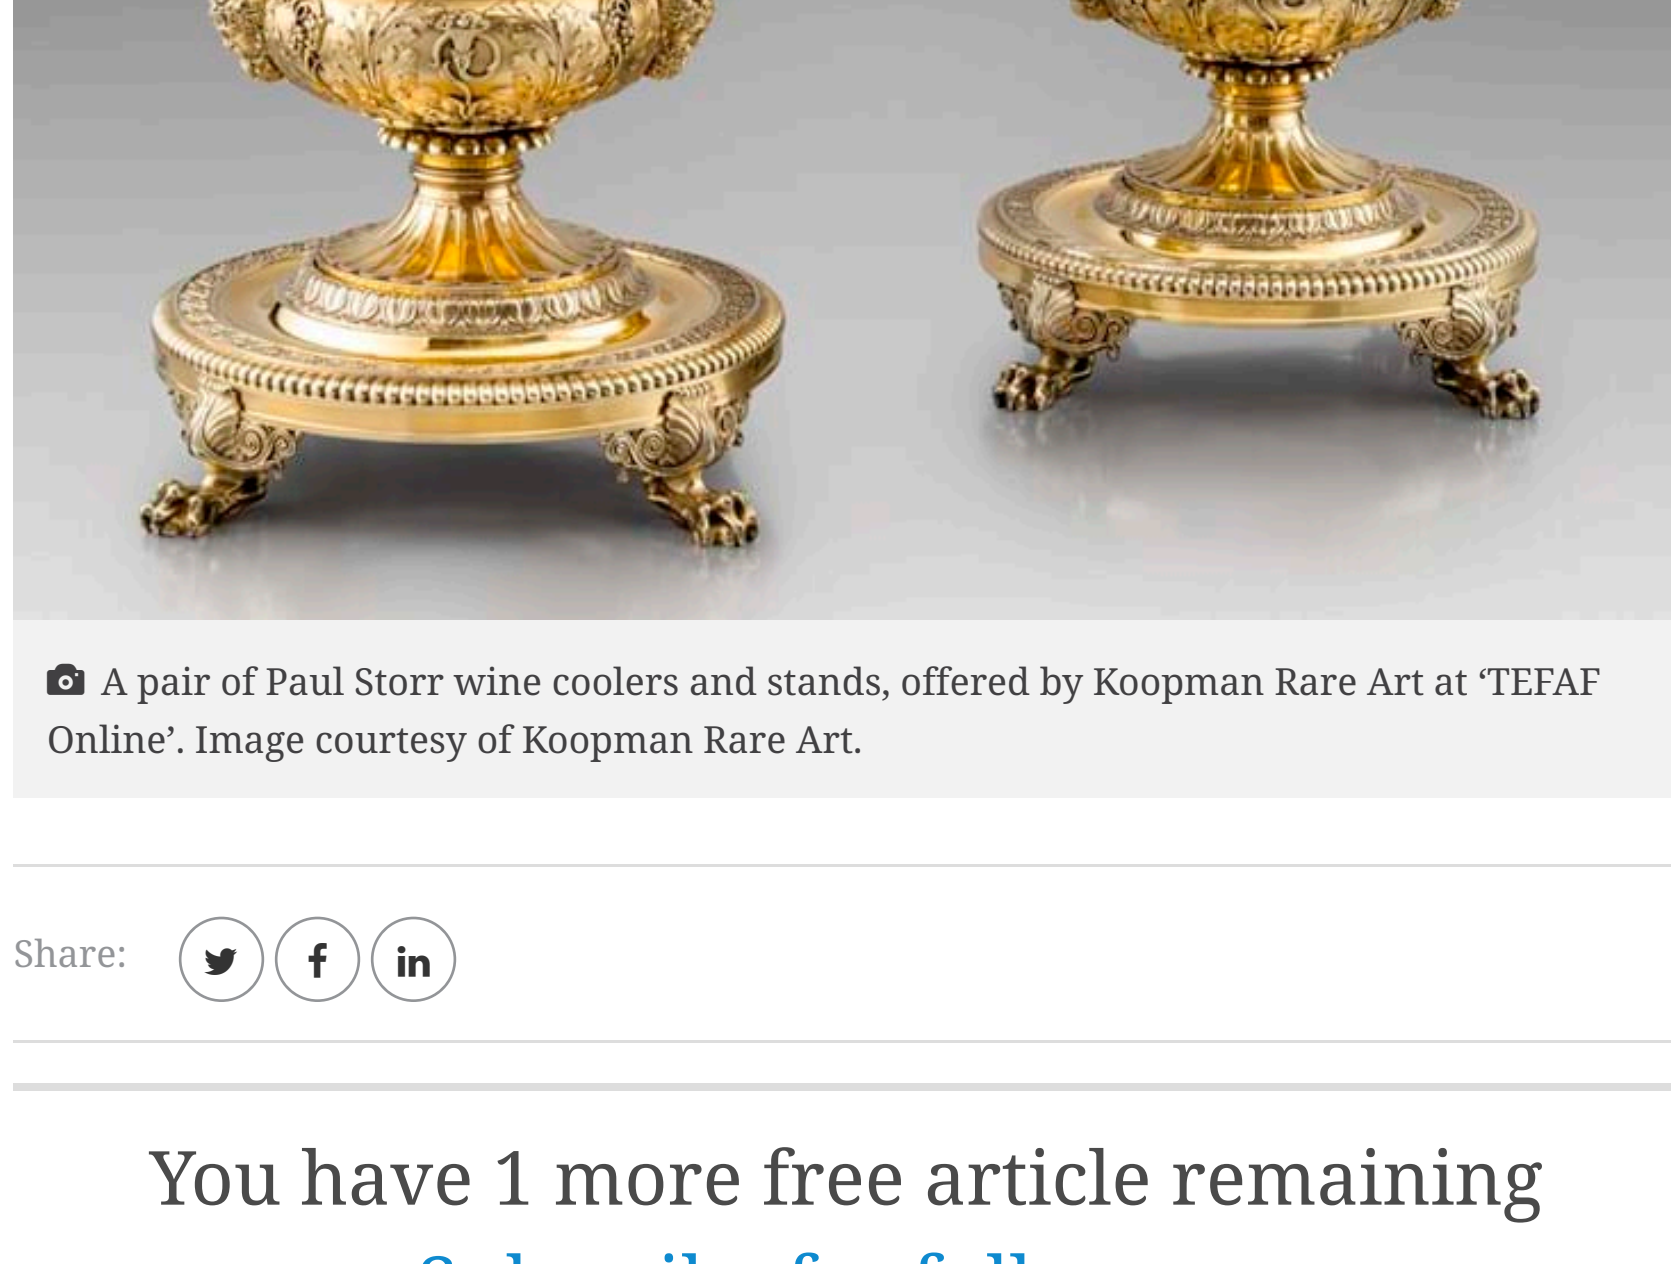 A pair of Paul Storr wine coolers and stands, offered by Koopman Rare Art at ‘TEFAF
Online’. Image courtesy of Koopman Rare Art.
Share:
You have 1 more free article remaining